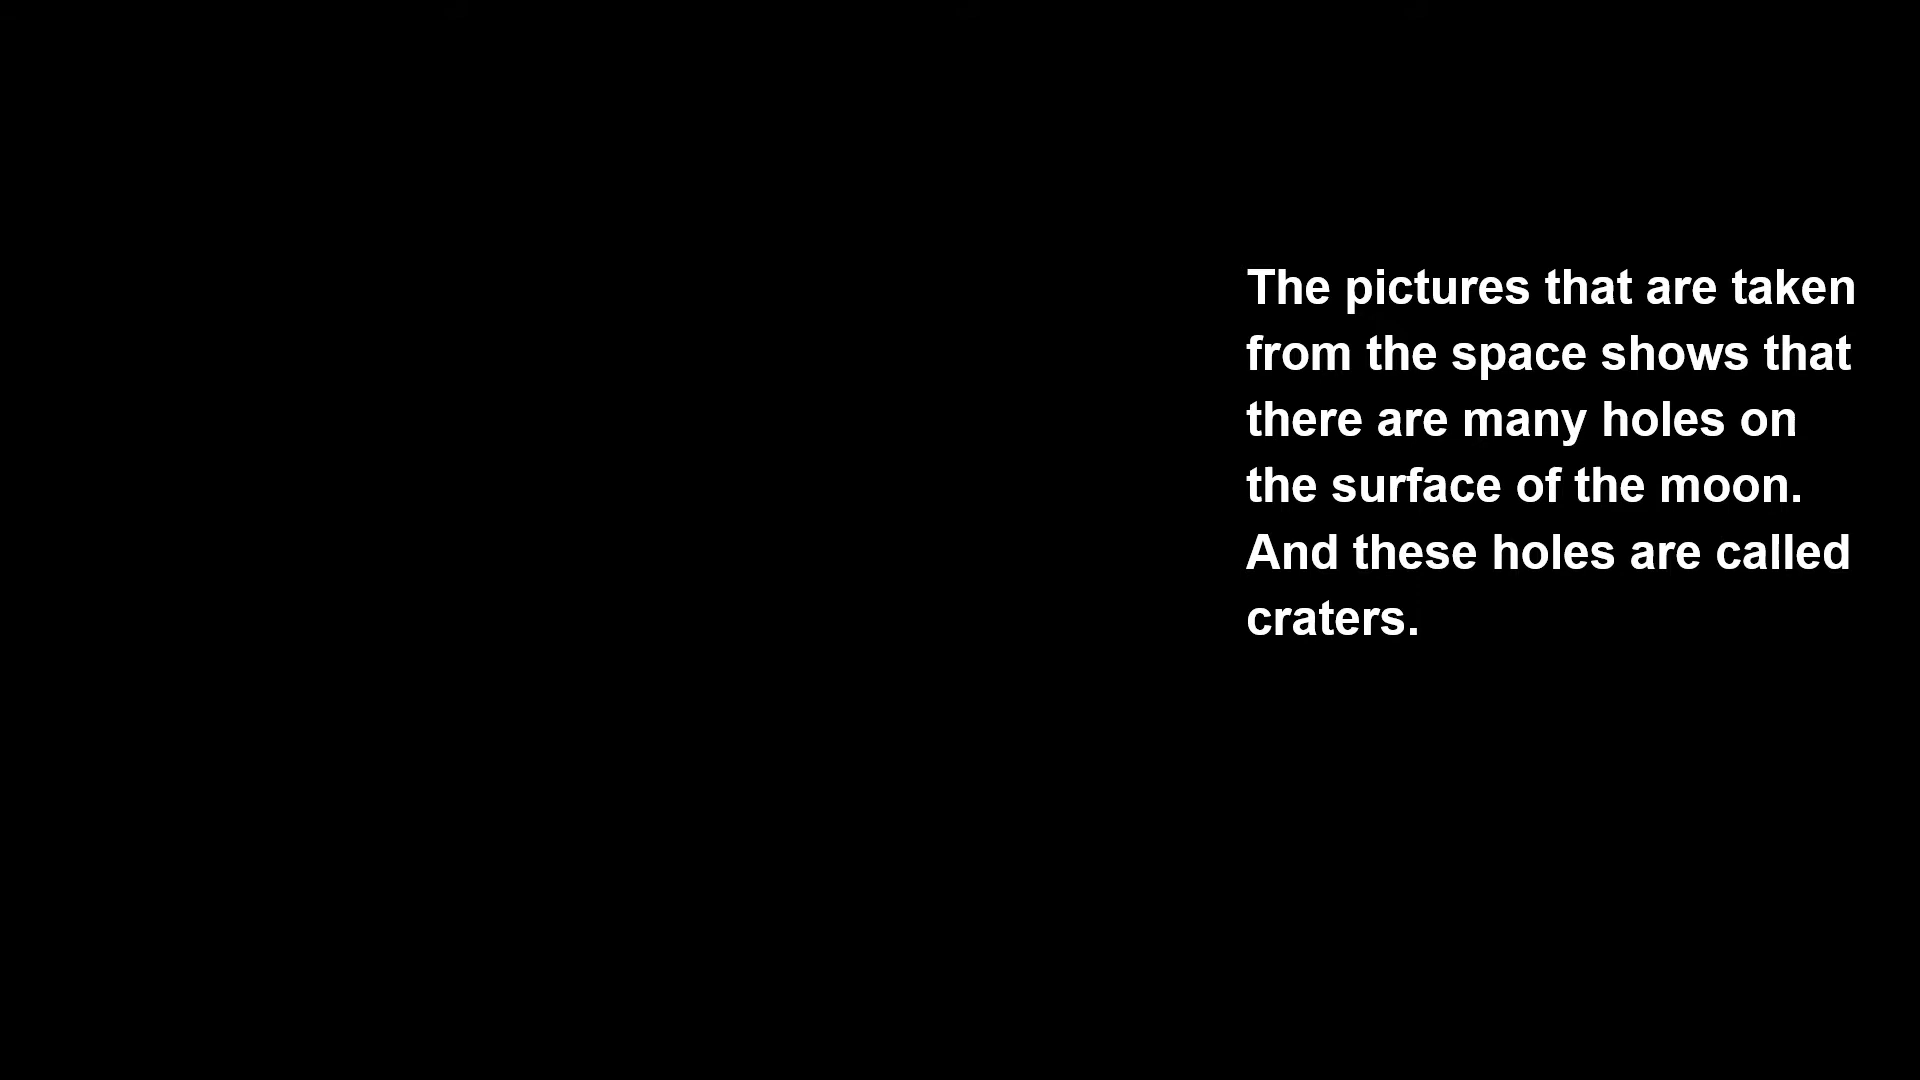 The pictures that are taken
from the space shows that
there are many holes on
the surface of the moon.
And these holes are called
craters.